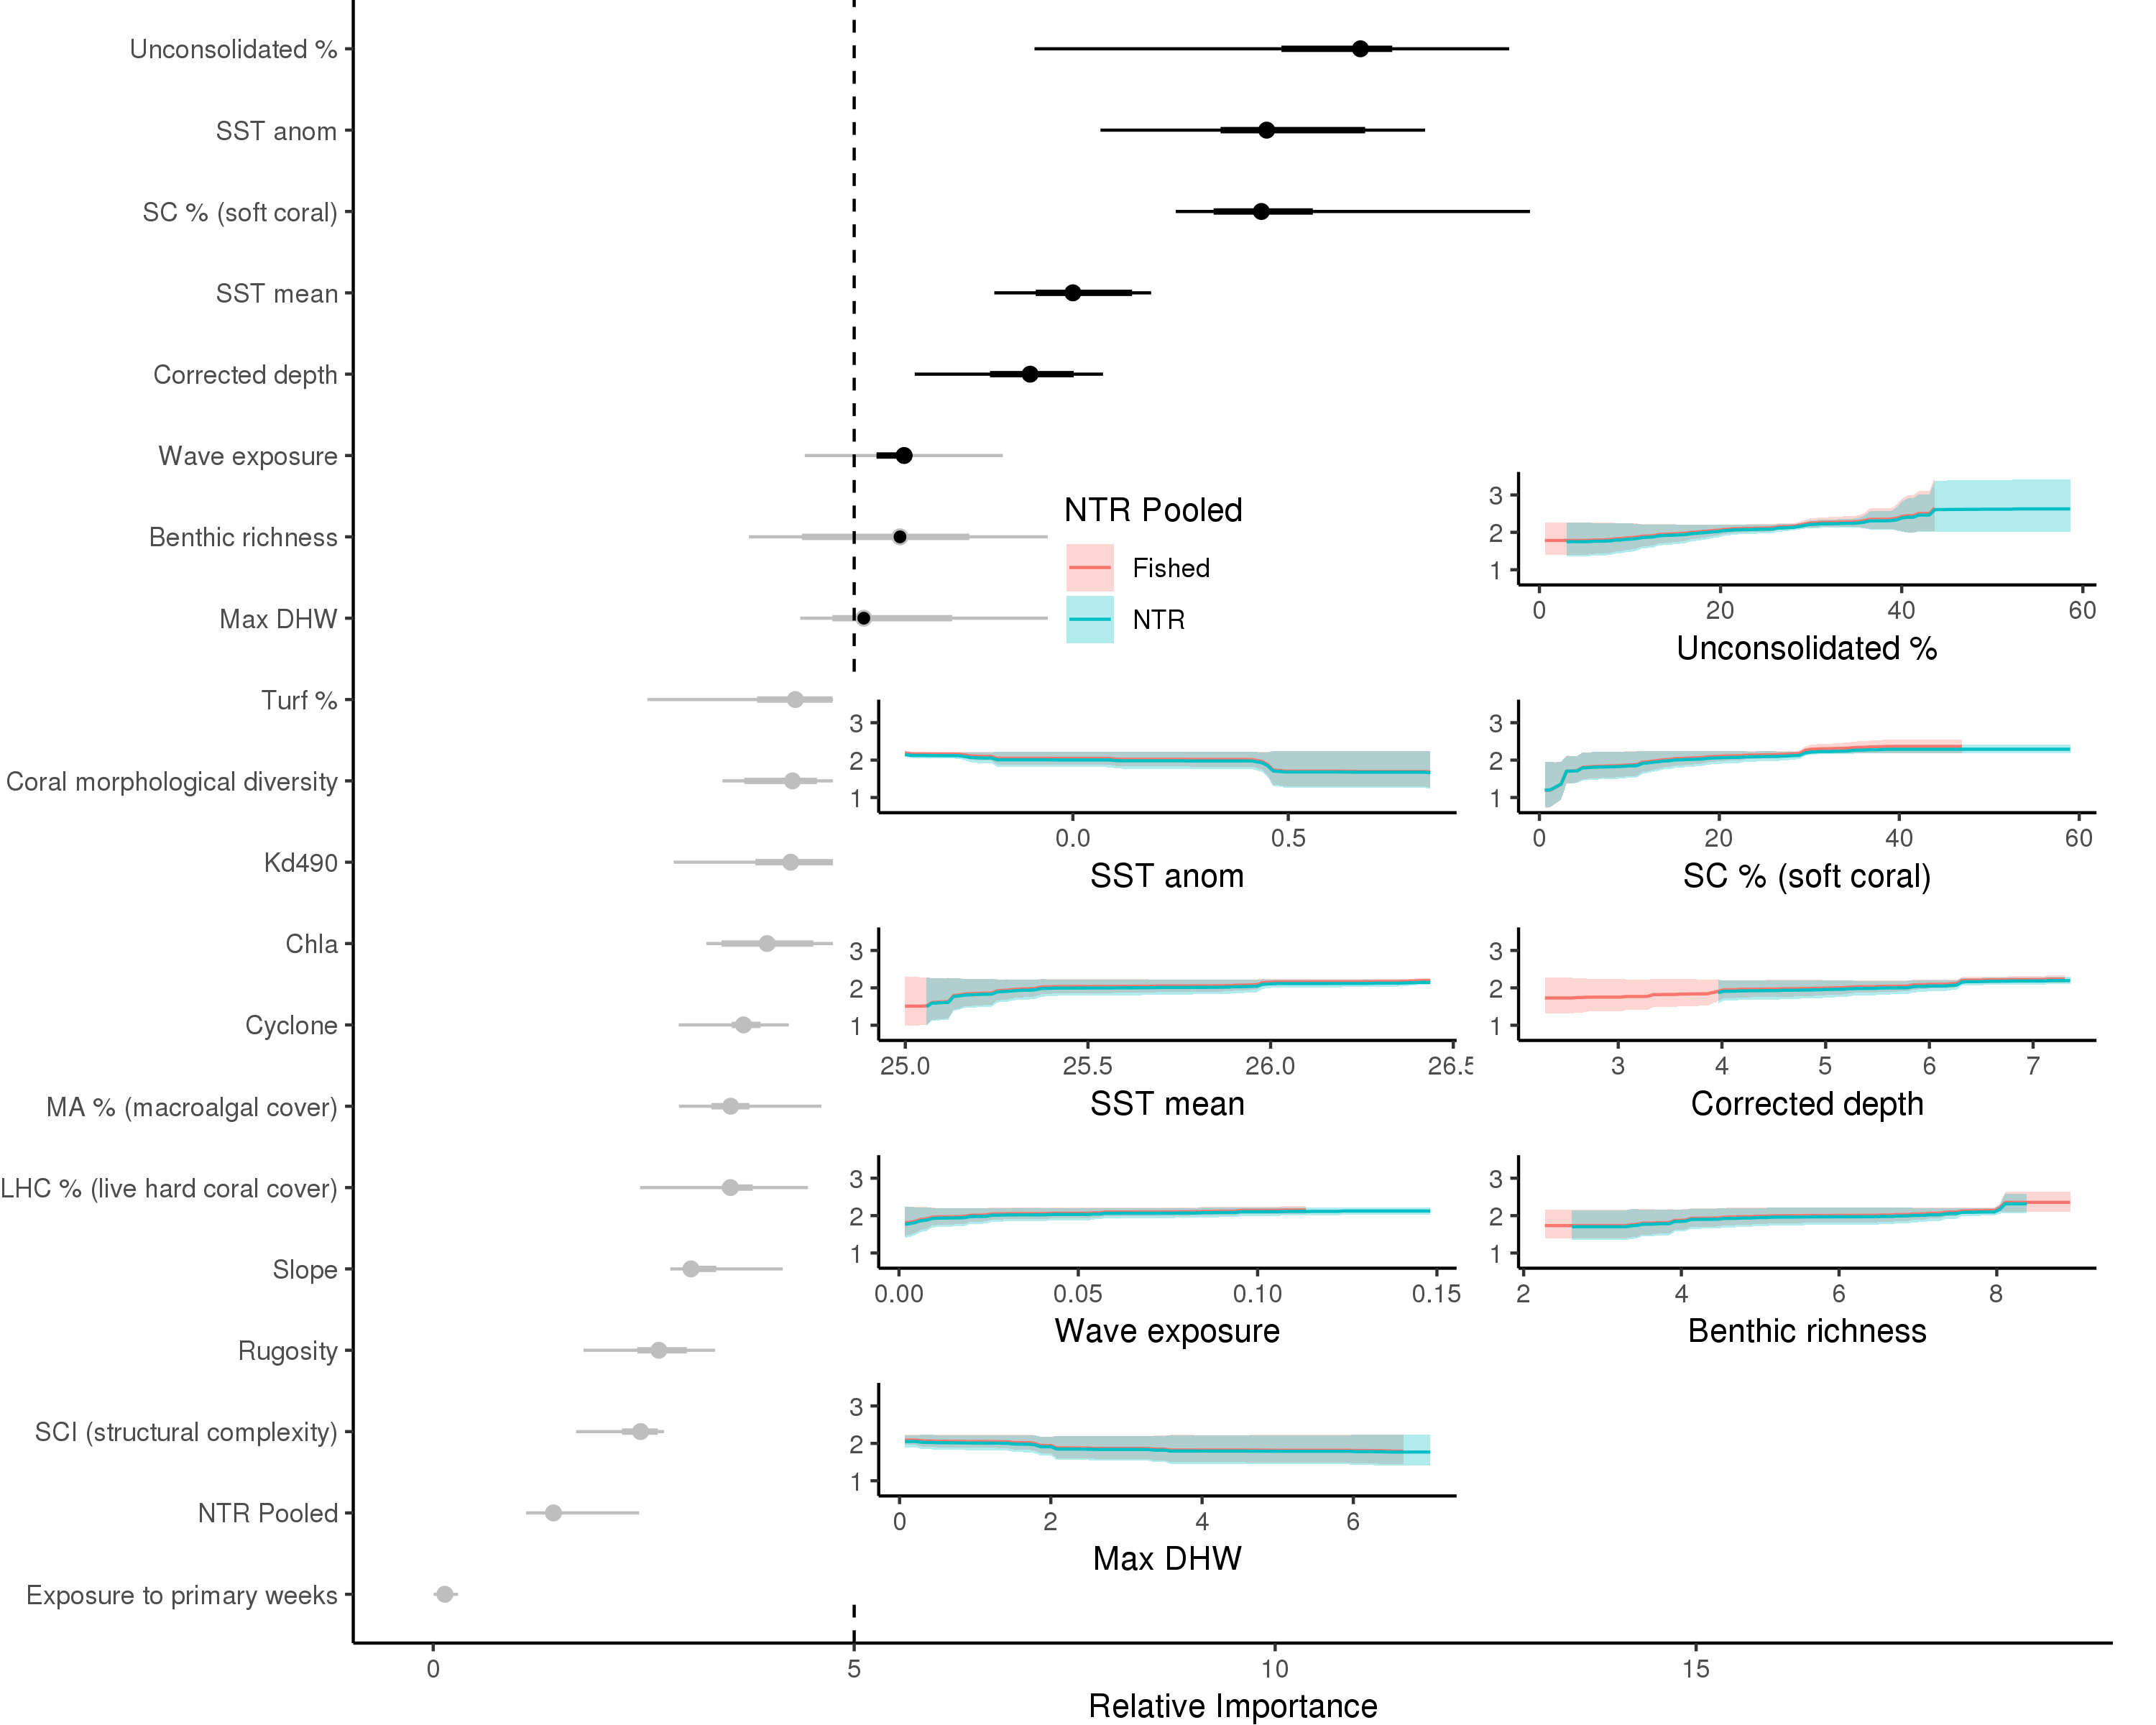 Unconsolidated %
SST anom
SC % (soft coral)
SST mean
Corrected depth
Wave exposure
Benthic richness
Max DHW
Turf %
Coral morphological diversity
Kd490
Chla
Cyclone
MA % (macroalgal cover)
LHC % (live hard coral cover)
Slope
Rugosity
SCI (structural complexity)
NTR Pooled
Exposure to primary weeks
0 5 10 15
Relative Importance
NTR Pooled
Fished
NTR
3
2
1
0 20 40 60
Unconsolidated %
3
2
1
0.0 0.5
SST anom
3
2
1
0 20 40 60
SC % (soft coral)
3
2
1
25.0 25.5 26.0 26.5
SST mean
3
2
1
3 4 5 6 7
Corrected depth
3
2
1
0.00 0.05 0.10 0.15
Wave exposure
3
2
1
2 4 6 8
Benthic richness
3
2
1
0 2 4 6
Max DHW